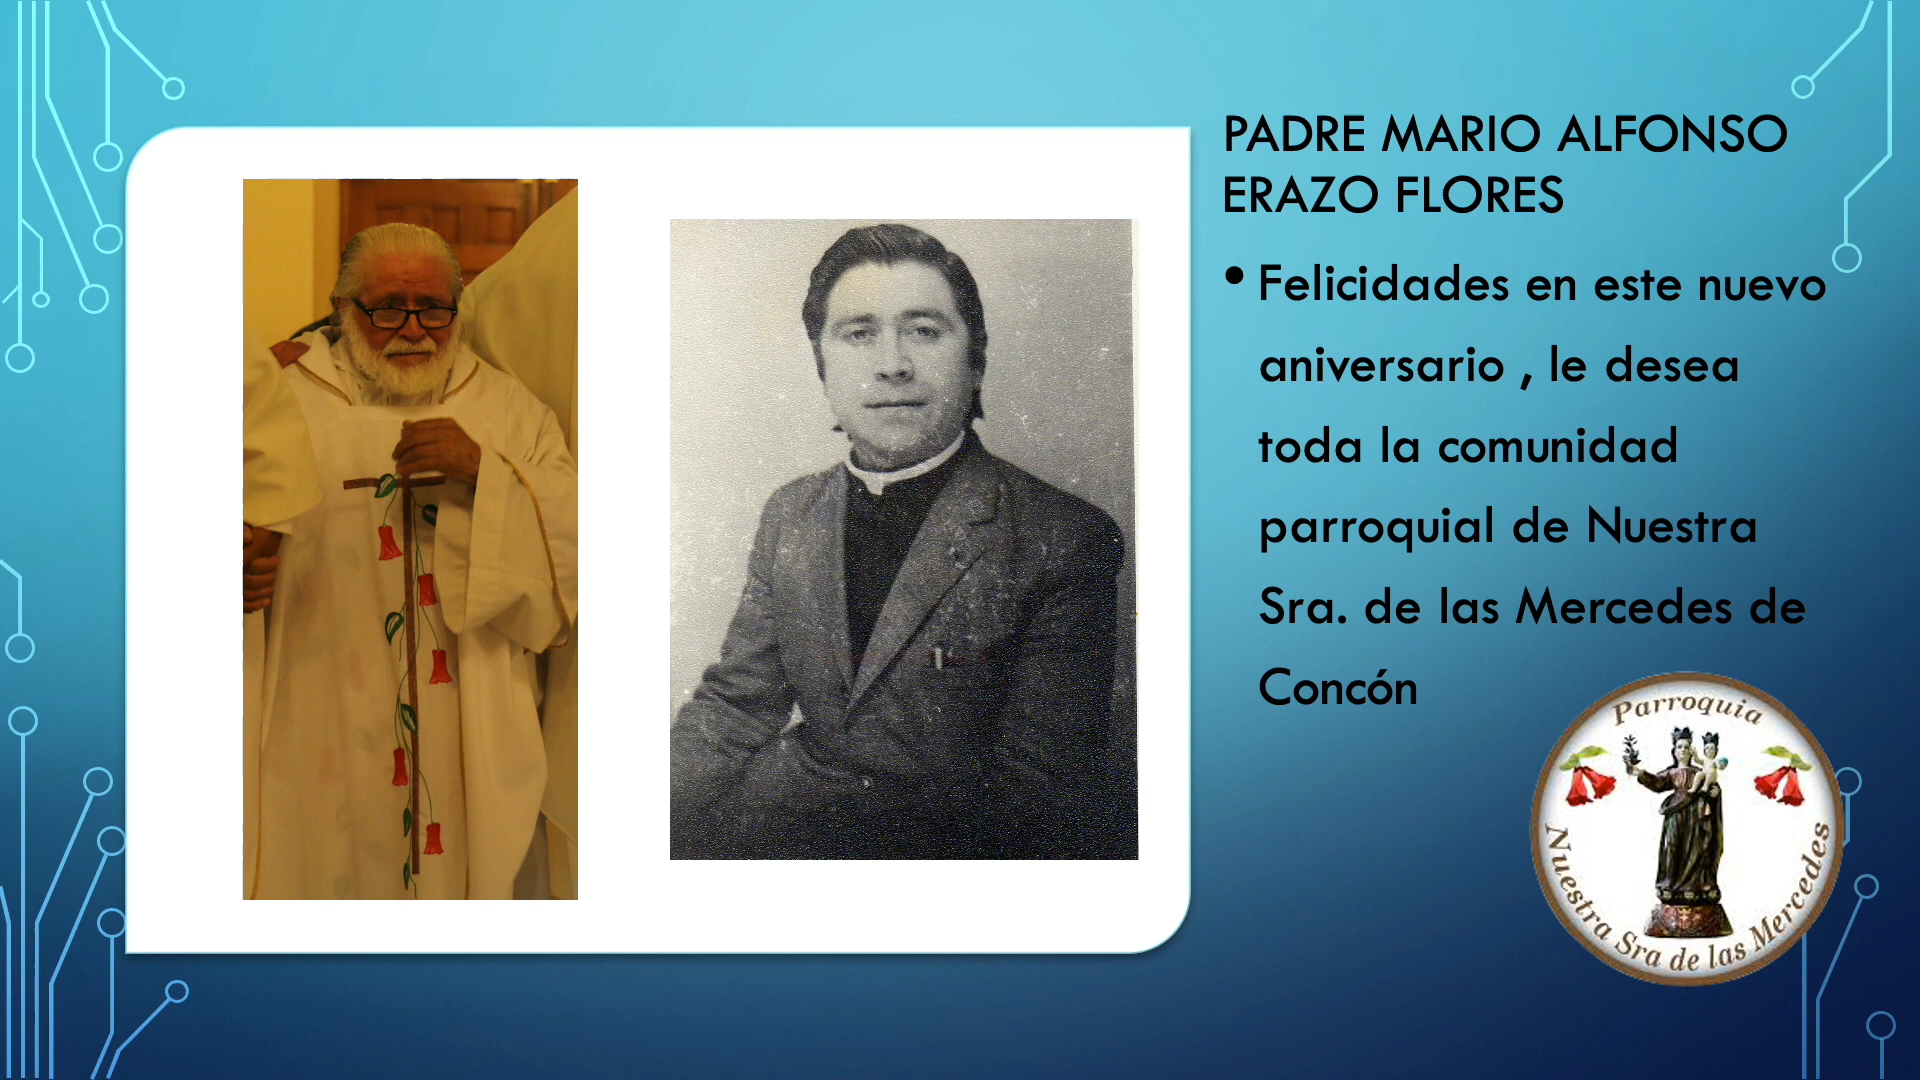 PADRE MARIO ALFONSO
ERAZO FLORES
• Felicidades en este nuevo
aniversario , le desea
toda la comunidad
parroquial de Nuestra
Sra. de las Mercedes de
Concón
Parroquia
Nuestra Sra de las Mercedes